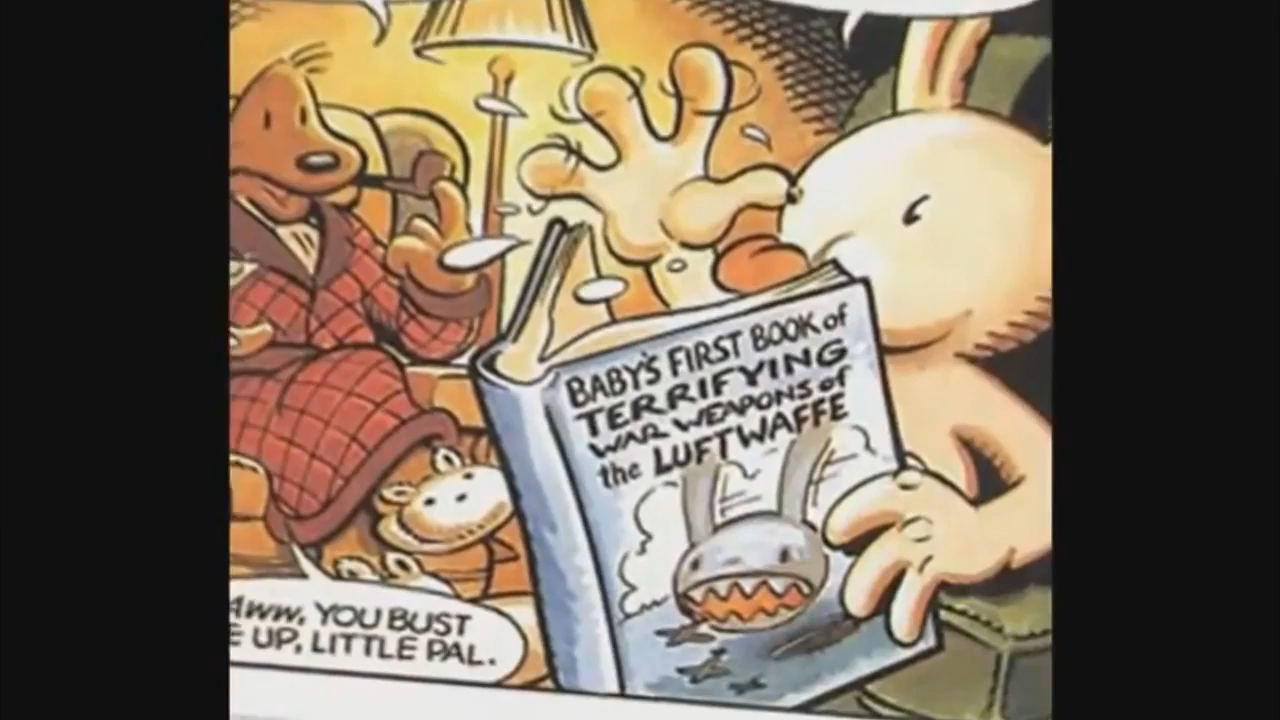 BABY'S FIRST BOOK of
TERRIFYING
WAR WEAPONS of
the LUFTWAFFE
AWW, YOU BUST
E UP, LITTLE PAL.